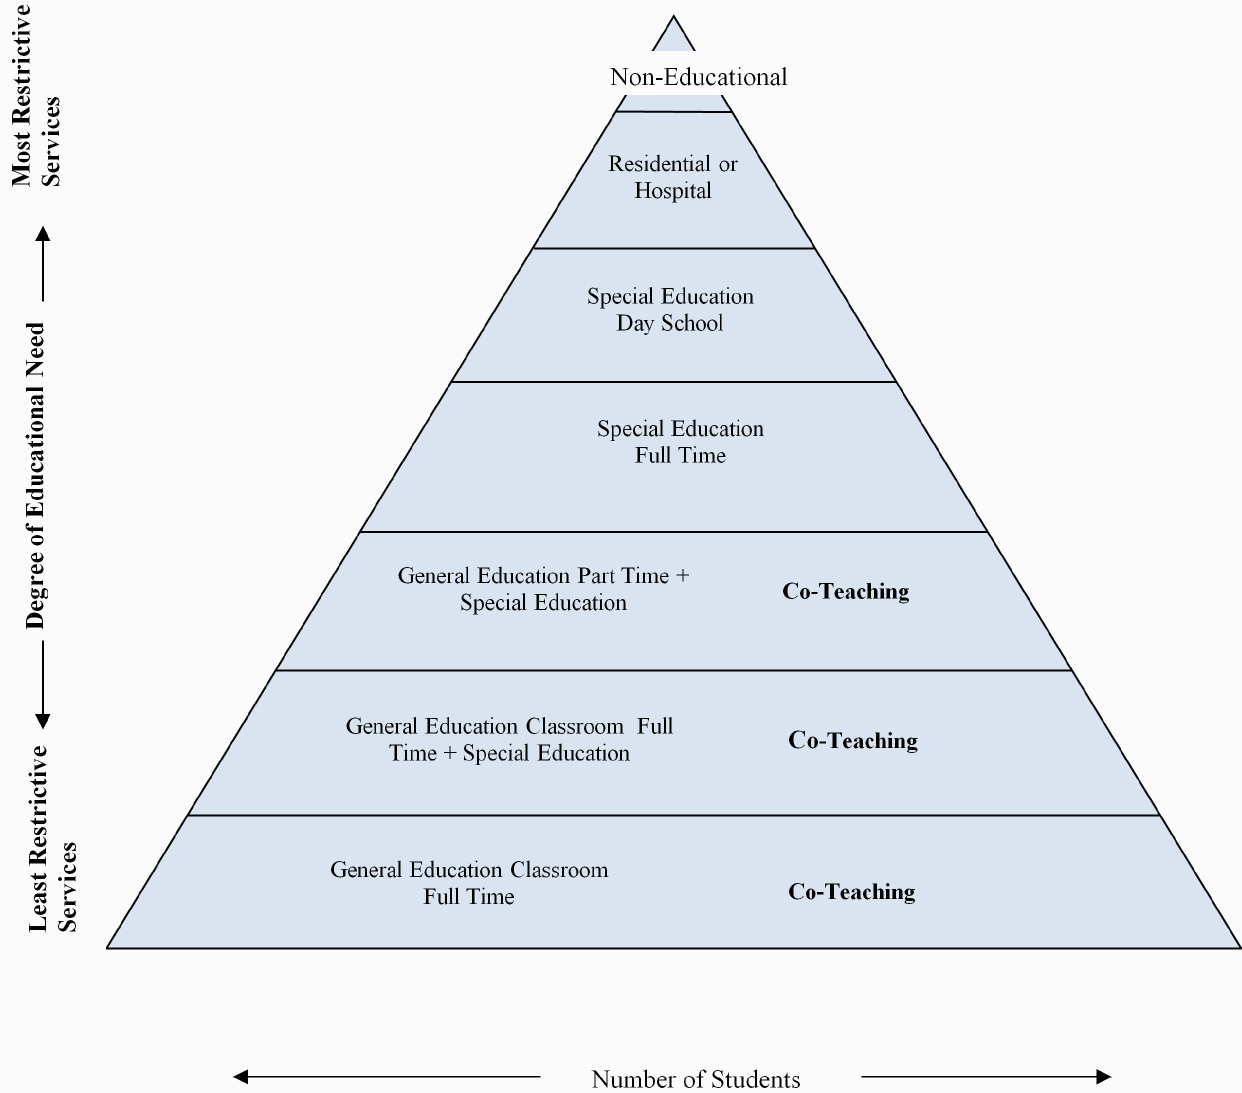 Most Restrictive
Services
Degree of Educational Need
Least Restrictive
Services
Non-Educational
Residential or
Hospital
Special Education
Day School
Special Education
Full Time
General Education Part Time +
Special Education
Co-Teaching
General Education Classroom Full
Time + Special Education
Co-Teaching
General Education Classroom
Full Time
Co-Teaching
Number of Students